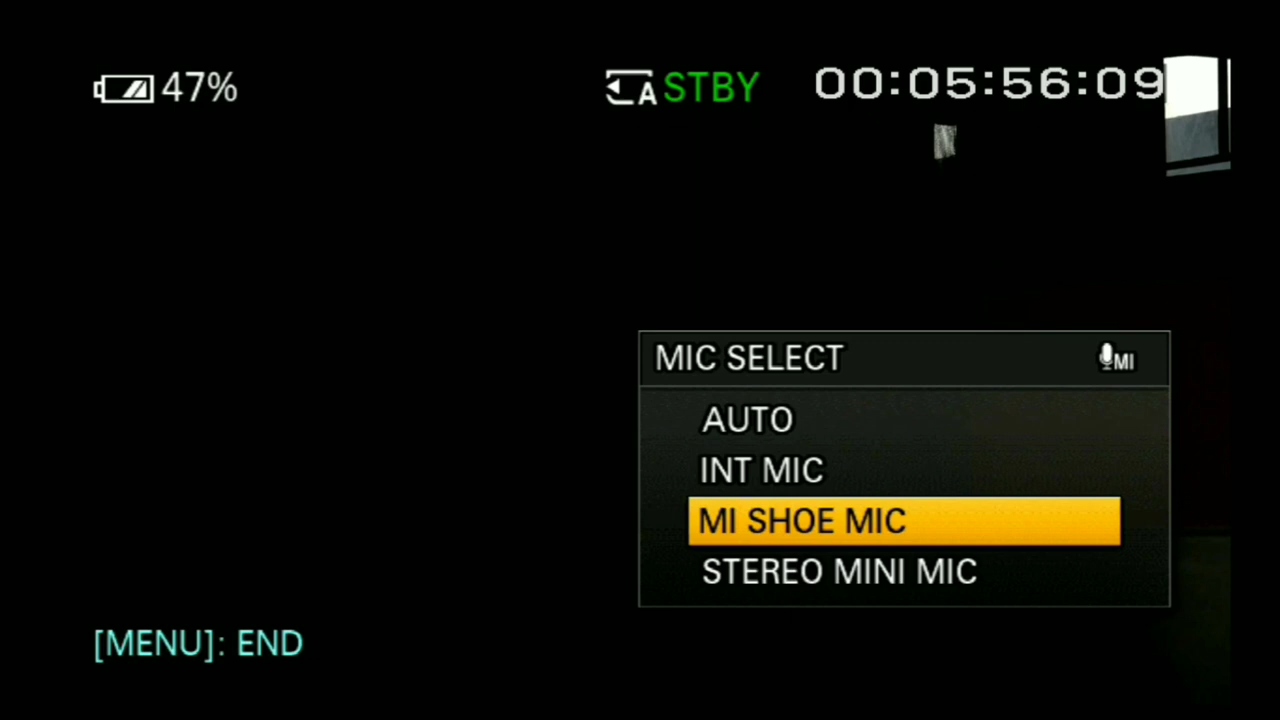 47%
A STBY 00:05:56:09
MIC SELECT MI
AUTO
INT MIC
MI SHOE MIC
STEREO MINI MIC
[MENU]: END